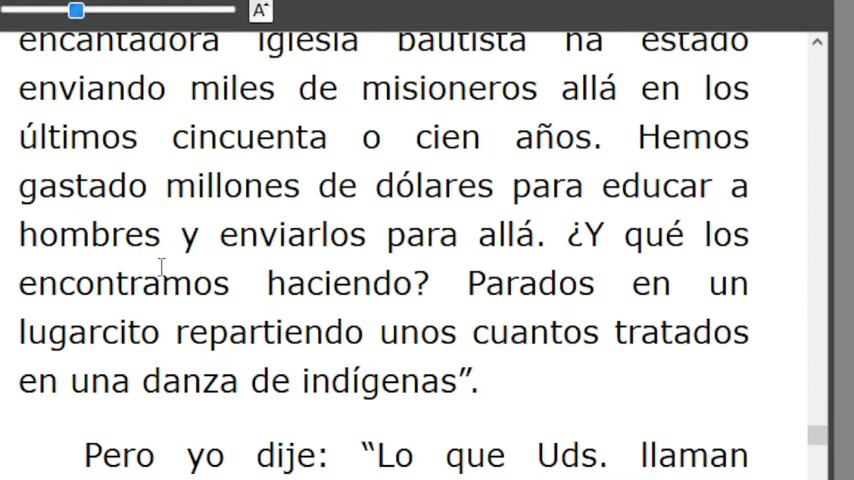 A
encantadora iglesia bautista ha estado
enviando miles de misioneros allá en los
últimos cincuenta o cien años. Hemos
gastado millones de dólares para educar a
hombres y enviarlos para allá. ¿Y qué los
encontramos haciendo? Parados en un
lugarcito repartiendo unos cuantos tratados
en una danza de indígenas”.
Pero yo dije: “Lo que Uds. llaman